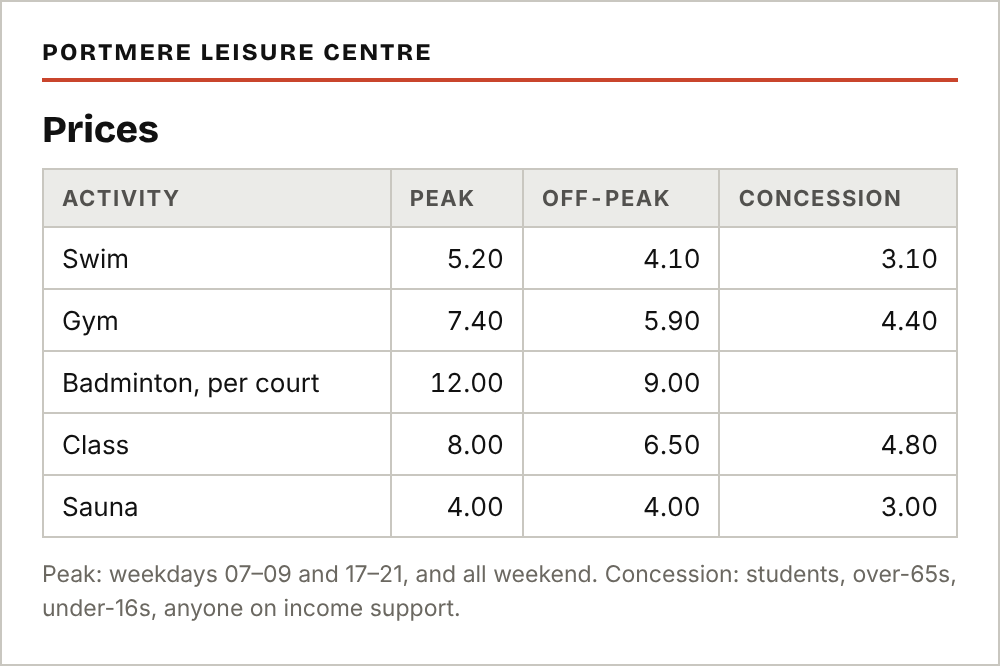 PORTMERE LEISURE CENTRE
Prices
ACTIVITY PEAK OFF-PEAK CONCESSION
Swim 5.20 4.10 3.10
Gym 7.40 5.90 4.40
Badminton, per court 12.00 9.00
Class 8.00 6.50 4.80
Sauna 4.00 4.00 3.00
Peak: weekdays 07–09 and 17–21, and all weekend. Concession: students, over-65s,
under-16s, anyone on income support.